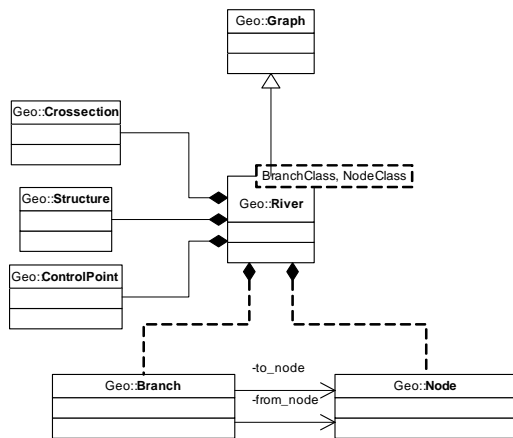 Geo::Graph
Geo::Crossection
BranchClass, NodeClass
Geo::River
Geo::Structure
Geo::ControlPoint
-to_node
Geo::Branch
Geo::Node
-from_node